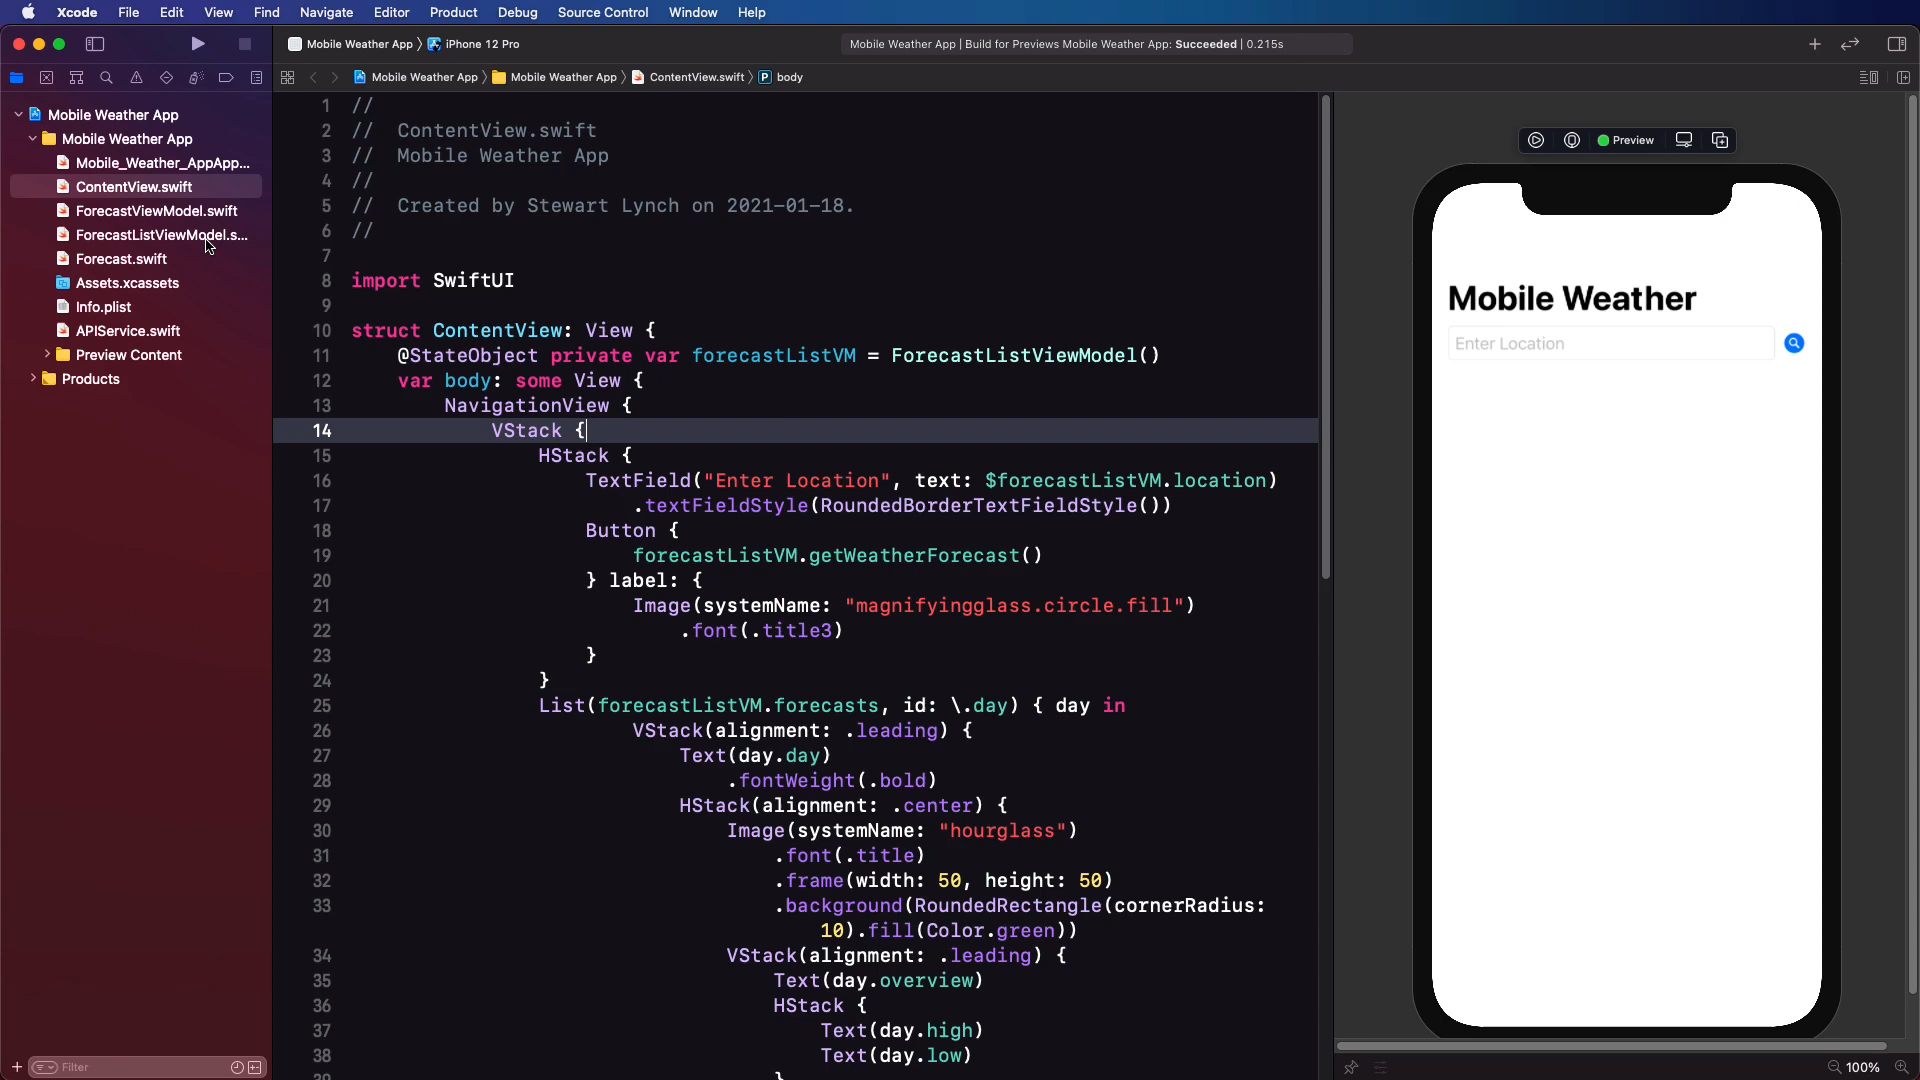 Xcode File Edit View Find Navigate Editor Product Debug Source Control Window Help
Mobile Weather App iPhone 12 Pro
Mobile Weather App | Build for Previews Mobile Weather App: Succeeded | 0.215s
Mobile Weather App Mobile Weather App ContentView.swift P body
Mobile Weather App
Mobile Weather App
Mobile_Weather_AppApp...
ContentView.swift
ForecastViewModel.swift
ForecastListViewModel.s...
Forecast.swift
Assets.xcassets
Info.plist
APIService.swift
Preview Content
Products
Filter
1 //
2 // ContentView.swift
3 // Mobile Weather App
4 //
5 // Created by Stewart Lynch on 2021-01-18.
6 //
7
8 import SwiftUI
9
10 struct ContentView: View {
11 @StateObject private var forecastListVM = ForecastListViewModel()
12 var body: some View {
13 NavigationView {
14 VStack {
15 HStack {
16 TextField("Enter Location", text: $forecastListVM.location)
17 .textFieldStyle(RoundedBorderTextFieldStyle())
18 Button {
19 forecastListVM.getWeatherForecast()
20 } label: {
21 Image(systemName: "magnifyingglass.circle.fill")
22 .font(.title3)
23 }
24 }
25 List(forecastListVM.forecasts, id: \.day) { day in
26 VStack(alignment: .leading) {
27 Text(day.day)
28 .fontWeight(.bold)
29 HStack(alignment: .center) {
30 Image(systemName: "hourglass")
31 .font(.title)
32 .frame(width: 50, height: 50)
33 .background(RoundedRectangle(cornerRadius:
10).fill(Color.green))
34 VStack(alignment: .leading) {
35 Text(day.overview)
36 HStack {
37 Text(day.high)
38 Text(day.low)
39 }
Preview
Mobile Weather
Enter Location
100%